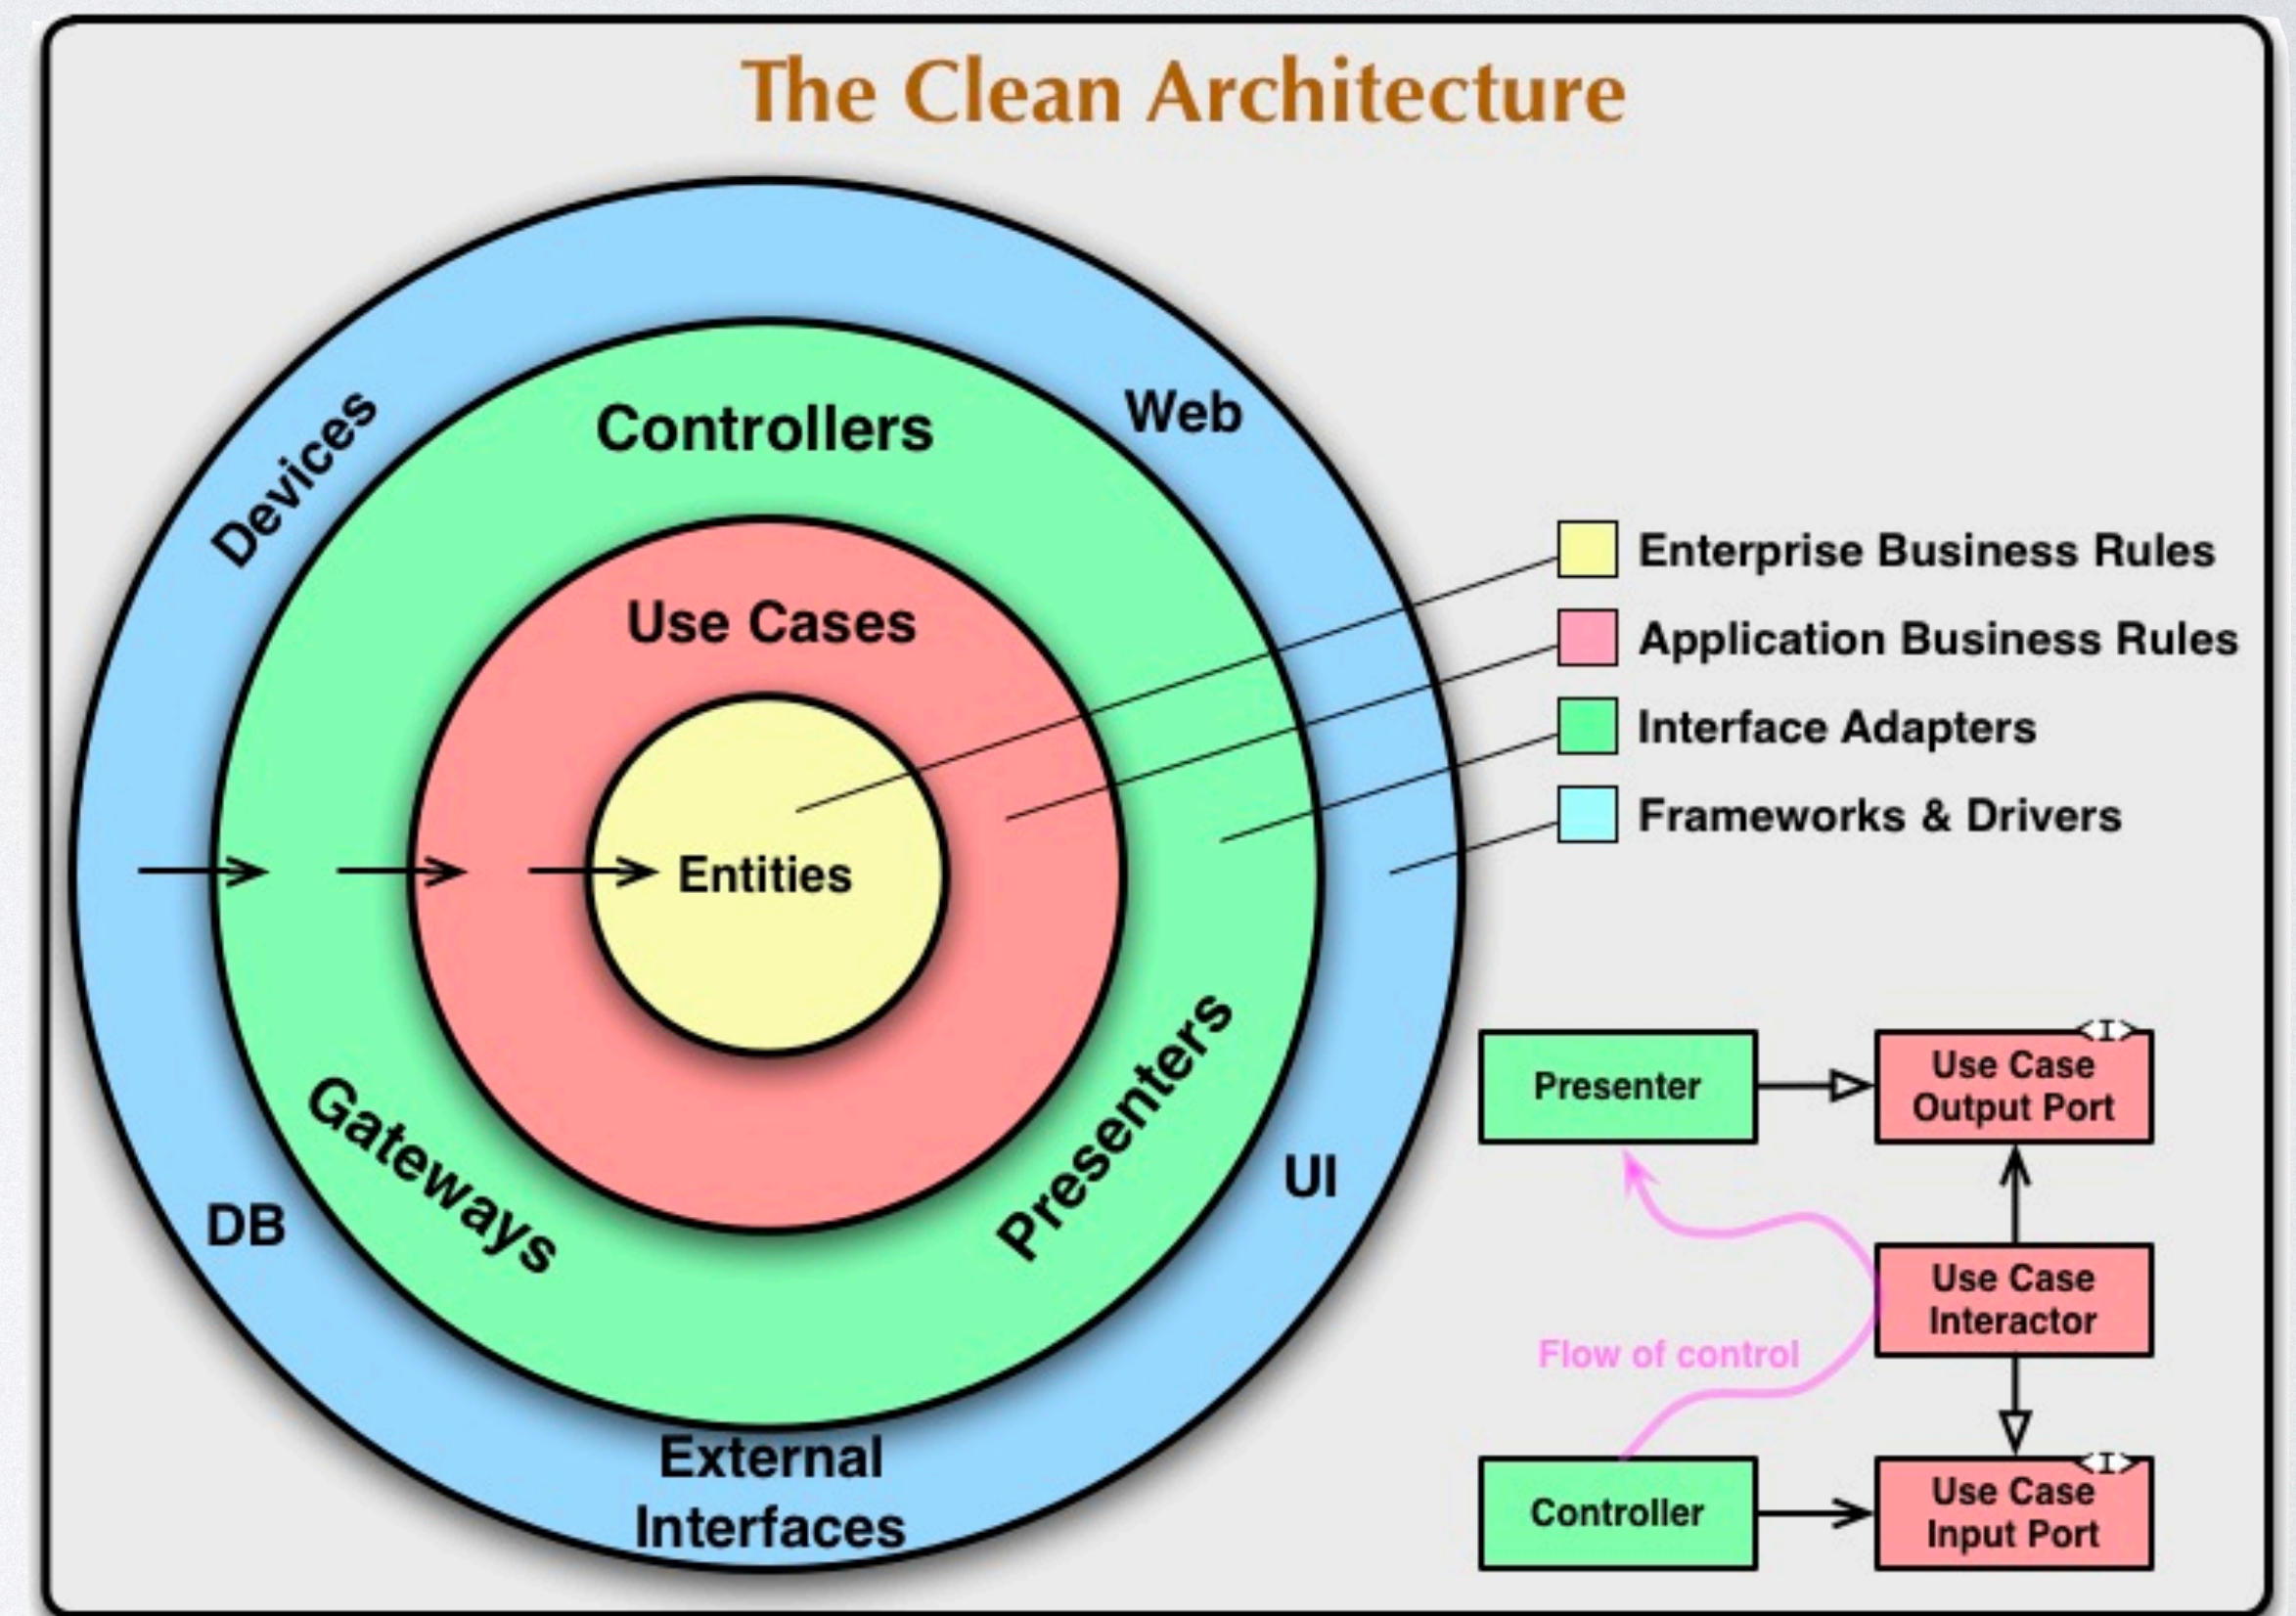 The Clean Architecture
Devices
Controllers
Web
Use Cases
Entities
Gateways
Presenters
DB
UI
External
Interfaces
Enterprise Business Rules
Application Business Rules
Interface Adapters
Frameworks & Drivers
Presenter
<I>
Use Case
Output Port
Use Case
Interactor
Flow of control
Controller
<I>
Use Case
Input Port